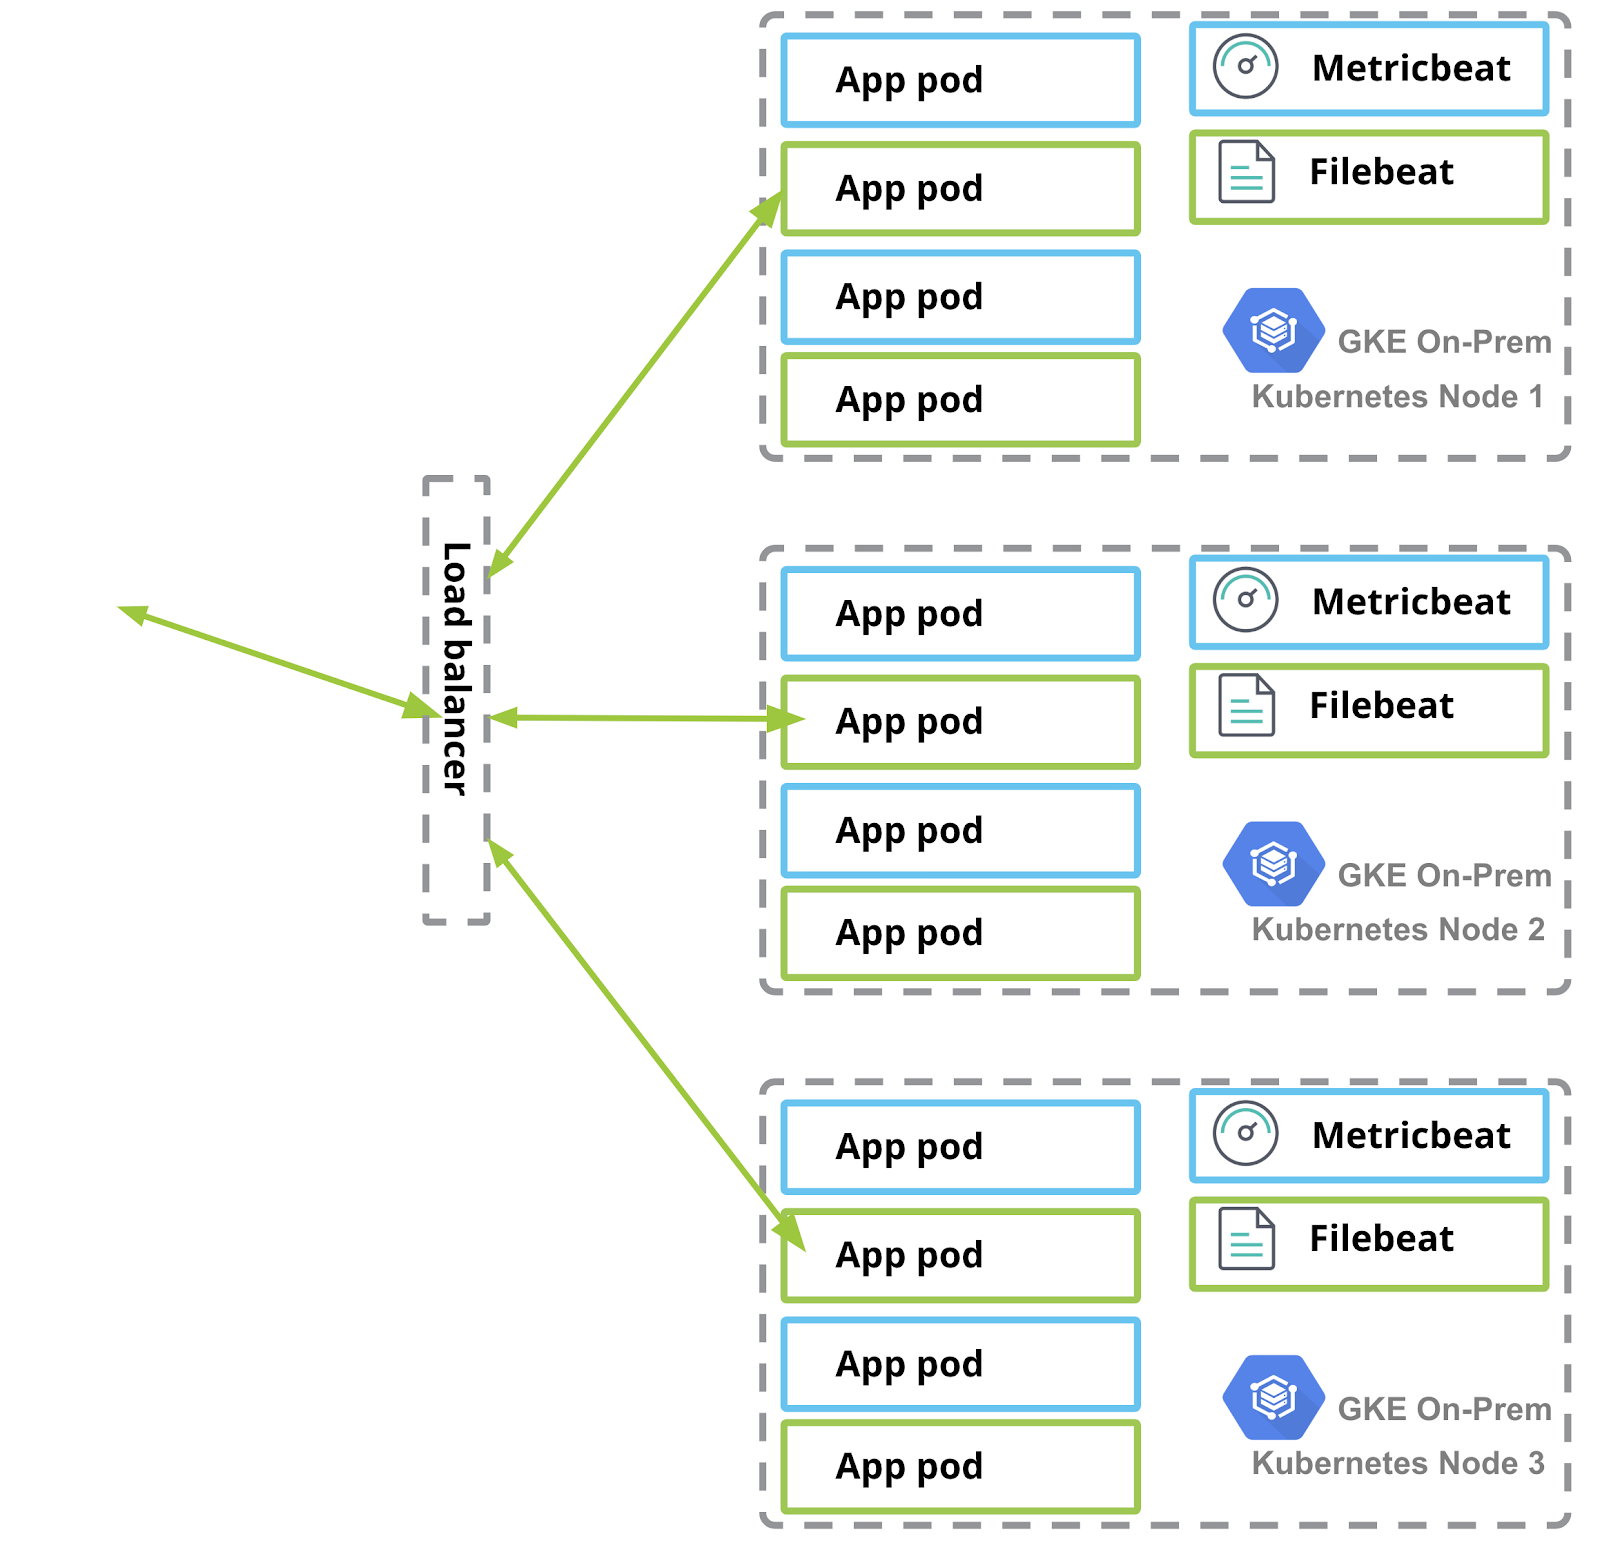 App pod
App pod
App pod
App pod
Metricbeat
Filebeat
GKE On-Prem
Kubernetes Node 1
Load balancer
App pod
App pod
App pod
App pod
Metricbeat
Filebeat
GKE On-Prem
Kubernetes Node 2
App pod
App pod
App pod
App pod
Metricbeat
Filebeat
GKE On-Prem
Kubernetes Node 3